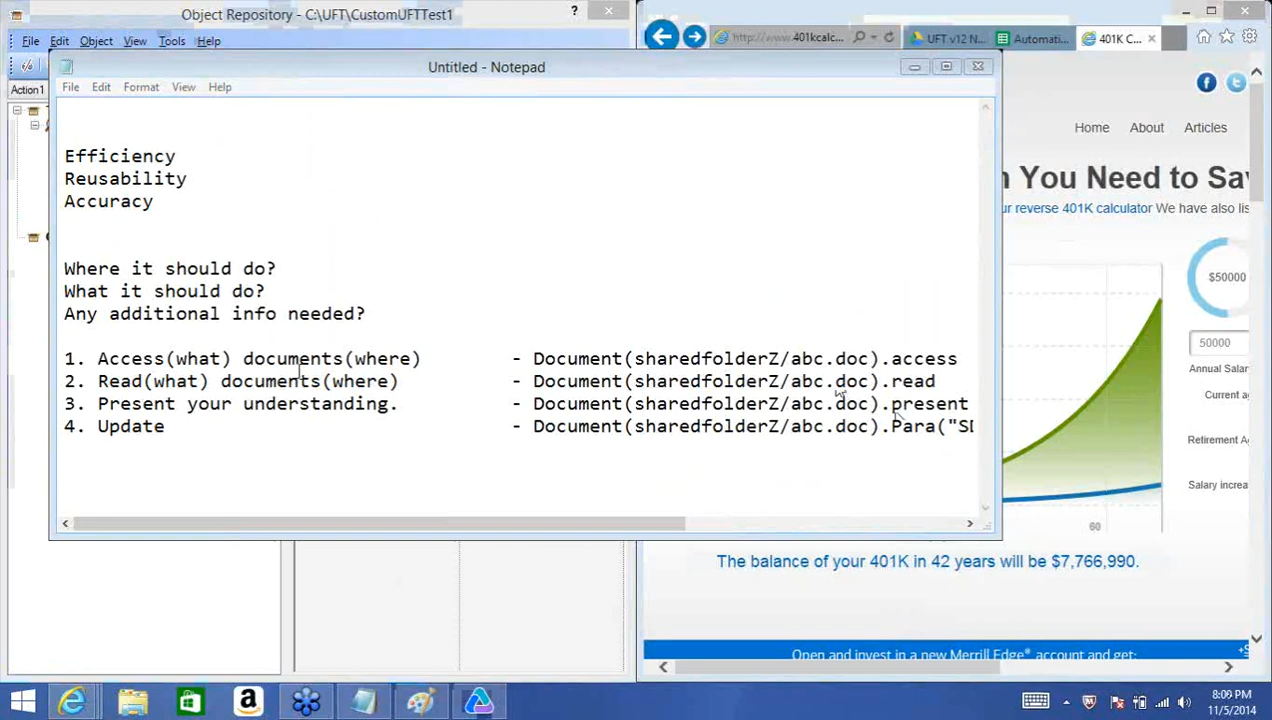 Object Repository - C:\UFT\CustomUFTTest1
?
File Edit Object View Tools Help
Action1
Untitled - Notepad
File Edit Format View Help
Efficiency
Reusability
Accuracy
Where it should do?
What it should do?
Any additional info needed?
1. Access(what) documents(where) - Document(sharedfolderZ/abc.doc).access
2. Read(what) documents(where) - Document(sharedfolderZ/abc.doc).read
3. Present your understanding. - Document(sharedfolderZ/abc.doc).present
4. Update - Document(sharedfolderZ/abc.doc).Para("SD
http://www.401kcalc...
UFT v12 N...
Automati...
401K C...
Home About Articles
You Need to Sav
ur reverse 401K calculator We have also lis
$50000
50000
Annual Salar
Current a
Retirement A
Salary increa
60
The balance of your 401K in 42 years will be $7,766,990.
Open and invest in a new Merrill Edge® account and get:
8:09 PM
11/5/2014